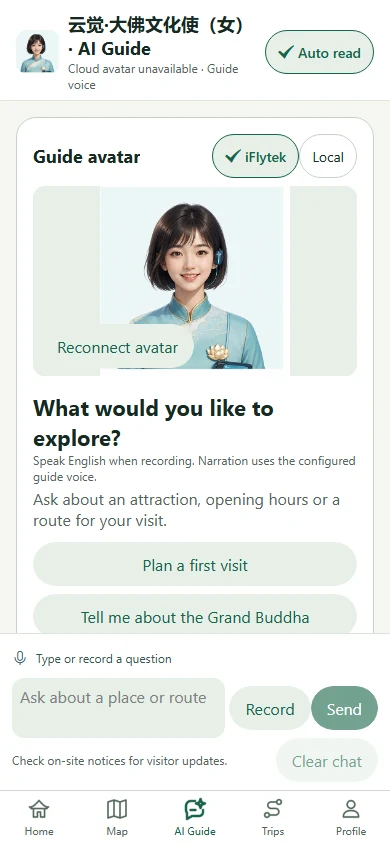 云觉·大佛文化使（女）
· AI Guide
Cloud avatar unavailable · Guide
voice
Auto read
Guide avatar
iFlytek
Local
Reconnect avatar
What would you like to
explore?
Speak English when recording. Narration uses the configured
guide voice.
Ask about an attraction, opening hours or a
route for your visit.
Plan a first visit
Tell me about the Grand Buddha
Type or record a question
Ask about a place or route
Record
Send
Check on-site notices for visitor updates.
Clear chat
Home
Map
AI Guide
Trips
Profile